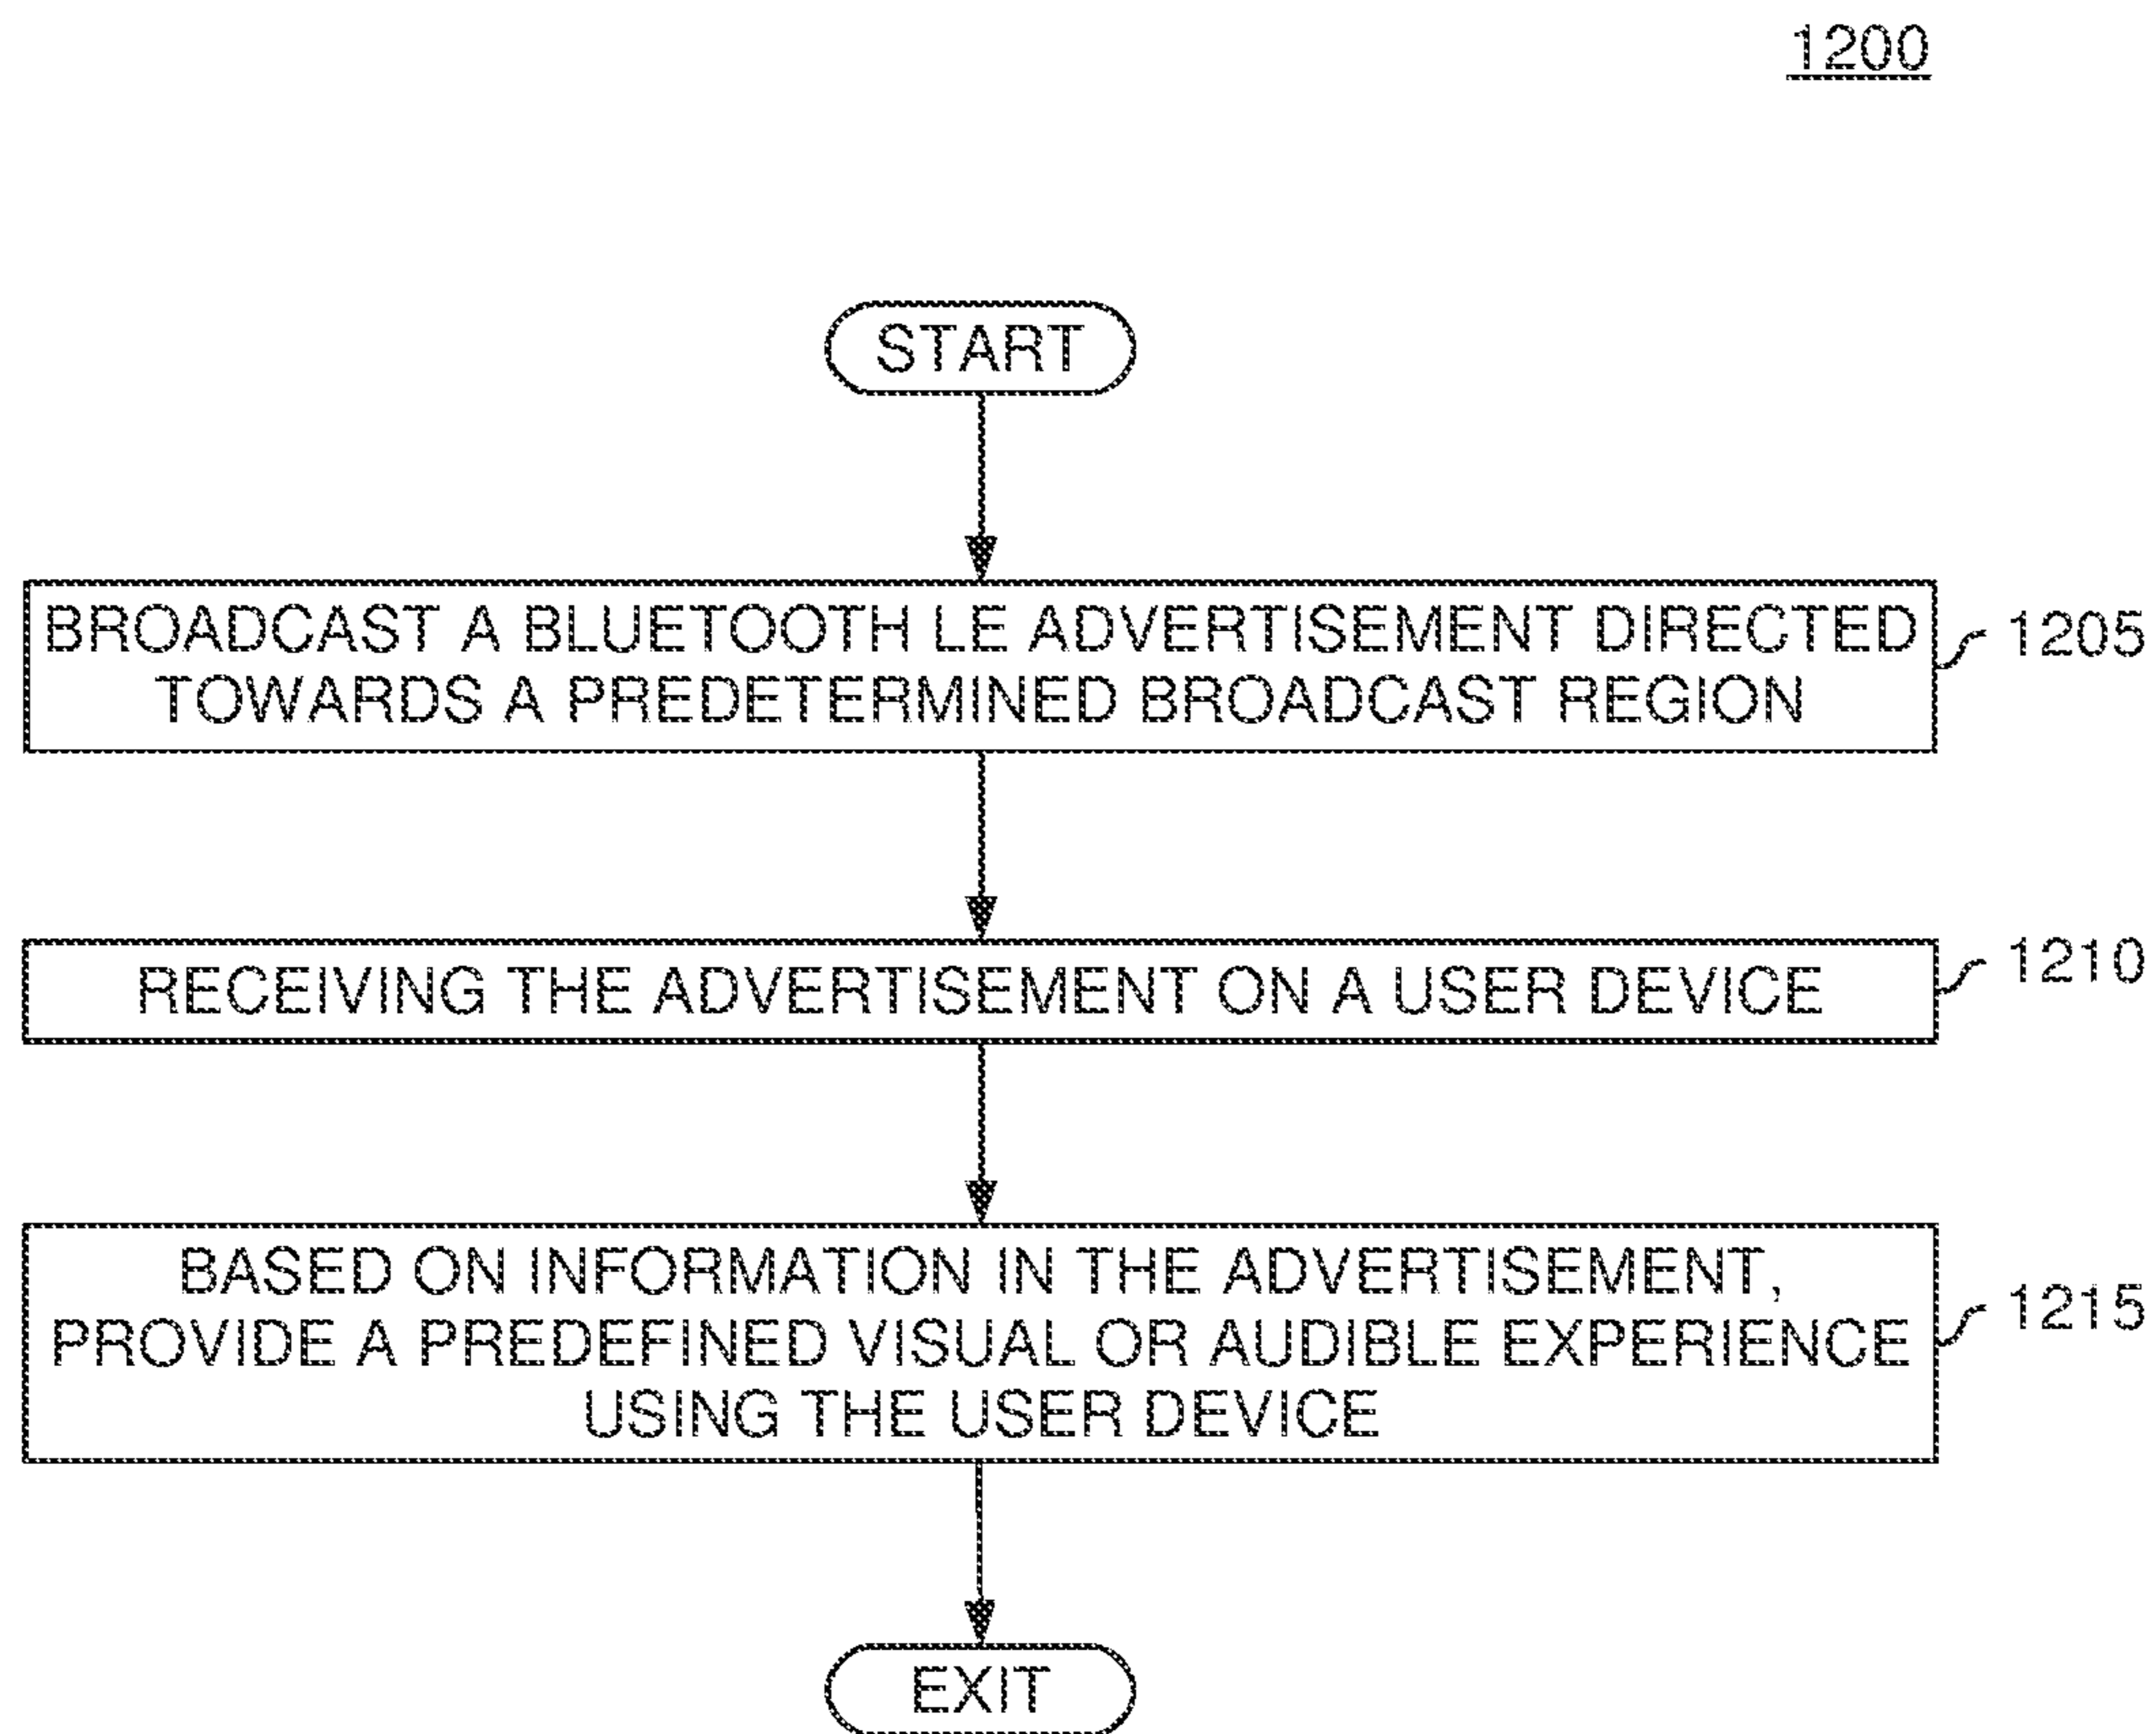 1200
START
BROADCAST A BLUETOOTH LE ADVERTISEMENT DIRECTED
TOWARDS A PREDETERMINED BROADCAST REGION
1205
RECEIVING THE ADVERTISEMENT ON A USER DEVICE
1210
BASED ON INFORMATION IN THE ADVERTISEMENT,
PROVIDE A PREDEFINED VISUAL OR AUDIBLE EXPERIENCE
USING THE USER DEVICE
1215
EXIT